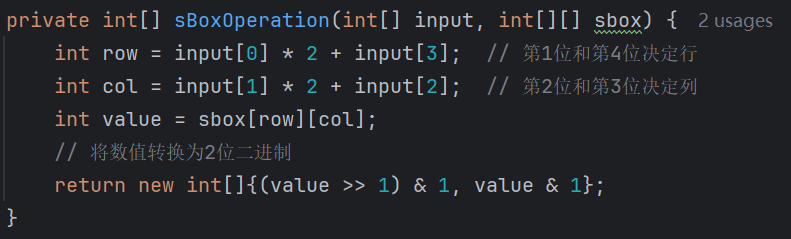 private int[] sBoxOperation(int[] input, int[][] sbox) { 2 usages
    int row = input[0] * 2 + input[3]; // 第1位和第4位决定行
    int col = input[1] * 2 + input[2]; // 第2位和第3位决定列
    int value = sbox[row][col];
    // 将数值转换为2位二进制
    return new int[]{(value >> 1) & 1, value & 1};
}